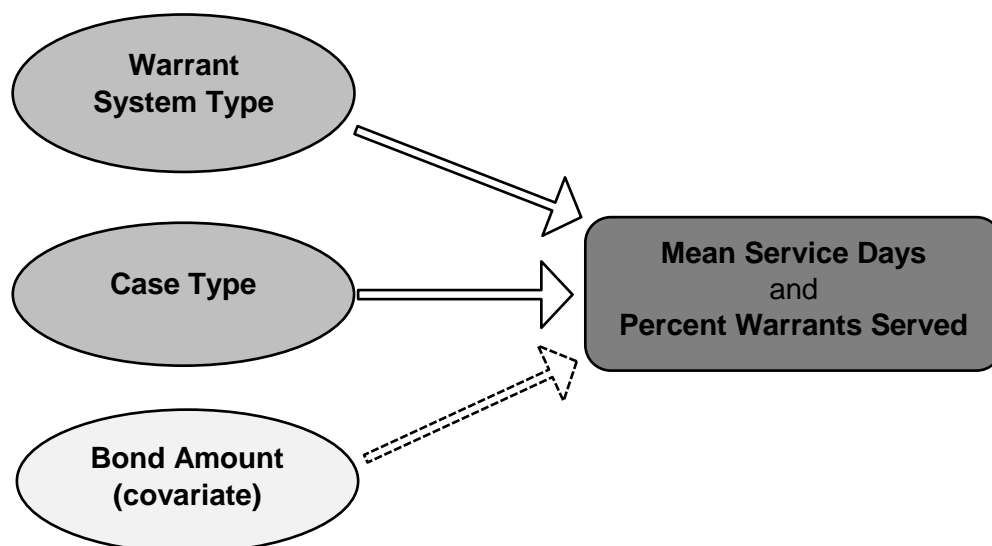 Warrant
System Type
Case Type
Mean Service Days
and
Percent Warrants Served
Bond Amount
(covariate)